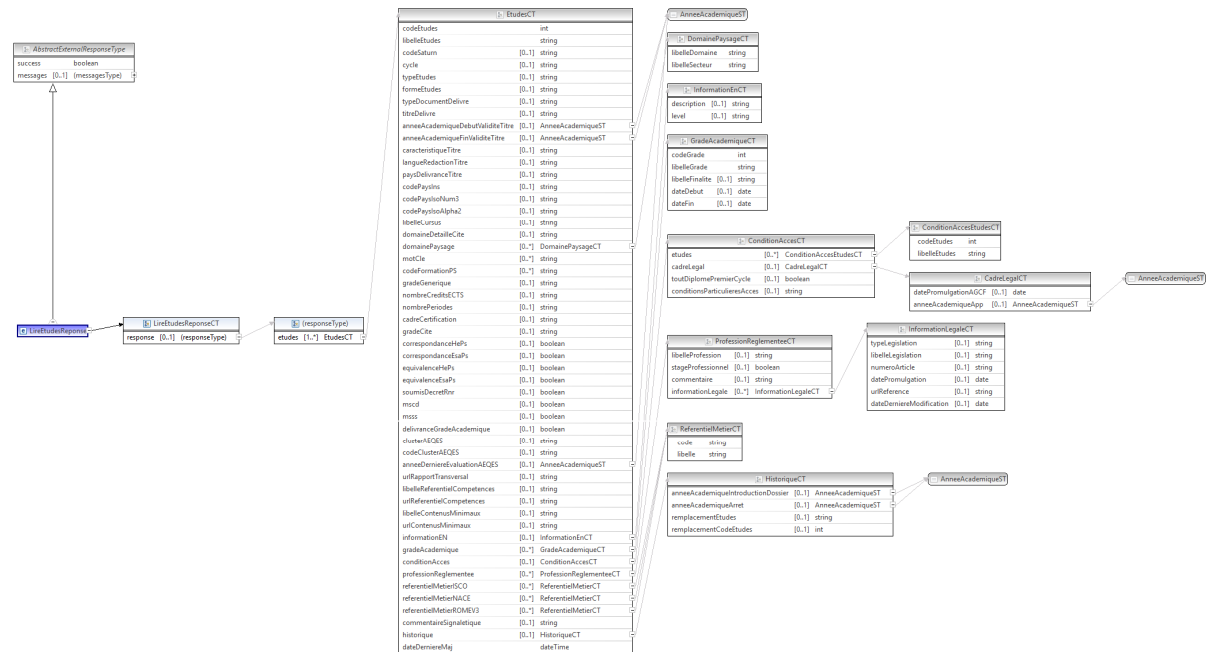 AbstractExternalResponseType
success boolean
messages [0..1] (messagesType)
LireEtudesReponse
LireEtudesReponseCT
response [0..1] (responseType)
(responseType)
etudes [1..*] EtudesCT
EtudesCT
codeEtudes int
libelleEtudes string
codeSaturn [0..1] string
cycle [0..1] string
typeEtudes [0..1] string
formeEtudes [0..1] string
typeDocumentDelivre [0..1] string
titreDelivre [0..1] string
anneeAcademiqueDebutValiditeTitre [0..1] AnneeAcademiqueST
anneeAcademiqueFinValiditeTitre [0..1] AnneeAcademiqueST
caracteristiqueTitre [0..1] string
langueRedactionTitre [0..1] string
paysDelivranceTitre [0..1] string
codePaysIns [0..1] string
codePaysIsoNum3 [0..1] string
codePaysIsoAlpha2 [0..1] string
libelleCursus [0..1] string
domaineDetailleCite [0..1] string
domainePaysage [0..*] DomainePaysageCT
motCle [0..*] string
codeFormationPS [0..*] string
gradeGenerique [0..1] string
nombreCreditsECTS [0..1] string
nombrePeriodes [0..1] string
cadreCertification [0..1] string
gradeCite [0..1] string
correspondanceHePs [0..1] boolean
correspondanceEsaPs [0..1] boolean
equivalenceHePs [0..1] boolean
equivalenceEsaPs [0..1] boolean
soumisDecretRnr [0..1] boolean
mscd [0..1] boolean
msss [0..1] boolean
delivranceGradeAcademique [0..1] boolean
clusterAEQES [0..1] string
codeClusterAEQES [0..1] string
anneeDerniereEvaluationAEQES [0..1] AnneeAcademiqueST
urlRapportTransversal [0..1] string
libelleReferentielCompetences [0..1] string
urlReferentielCompetences [0..1] string
libelleContenusMinimaux [0..1] string
urlContenusMinimaux [0..1] string
informationEN [0..1] InformationEnCT
gradeAcademique [0..*] GradeAcademiqueCT
conditionAcces [0..1] ConditionAccesCT
professionReglementee [0..*] ProfessionReglementeeCT
referentielMetierISCO [0..*] ReferentielMetierCT
referentielMetierNACE [0..*] ReferentielMetierCT
referentielMetierROMEV3 [0..*] ReferentielMetierCT
commentaireSignaletique [0..1] string
historique [0..1] HistoriqueCT
dateDerniereMaj dateTime
AnneeAcademiqueST
DomainePaysageCT
libelleDomaine string
libelleSecteur string
InformationEnCT
description [0..1] string
level [0..1] string
GradeAcademiqueCT
codeGrade int
libelleGrade string
libelleFinalite [0..1] string
dateDebut [0..1] date
dateFin [0..1] date
ConditionAccesCT
etudes [0..*] ConditionAccesEtudesCT
cadreLegal [0..1] CadreLegalCT
toutDiplomePremierCycle [0..1] boolean
conditionsParticulieresAcces [0..1] string
ConditionAccesEtudesCT
codeEtudes int
libelleEtudes string
CadreLegalCT
datePromulgationAGCF [0..1] date
anneeAcademiqueApp [0..1] AnneeAcademiqueST
AnneeAcademiqueST
ProfessionReglementeeCT
libelleProfession [0..1] string
stageProfessionnel [0..1] boolean
commentaire [0..1] string
informationLegale [0..*] InformationLegaleCT
InformationLegaleCT
typeLegislation [0..1] string
libelleLegislation [0..1] string
numeroArticle [0..1] string
datePromulgation [0..1] date
urlReference [0..1] string
dateDerniereModification [0..1] date
ReferentielMetierCT
code string
libelle string
HistoriqueCT
anneeAcademiqueIntroductionDossier [0..1] AnneeAcademiqueST
anneeAcademiqueArret [0..1] AnneeAcademiqueST
remplacementEtudes [0..1] string
remplacementCodeEtudes [0..1] int
AnneeAcademiqueST